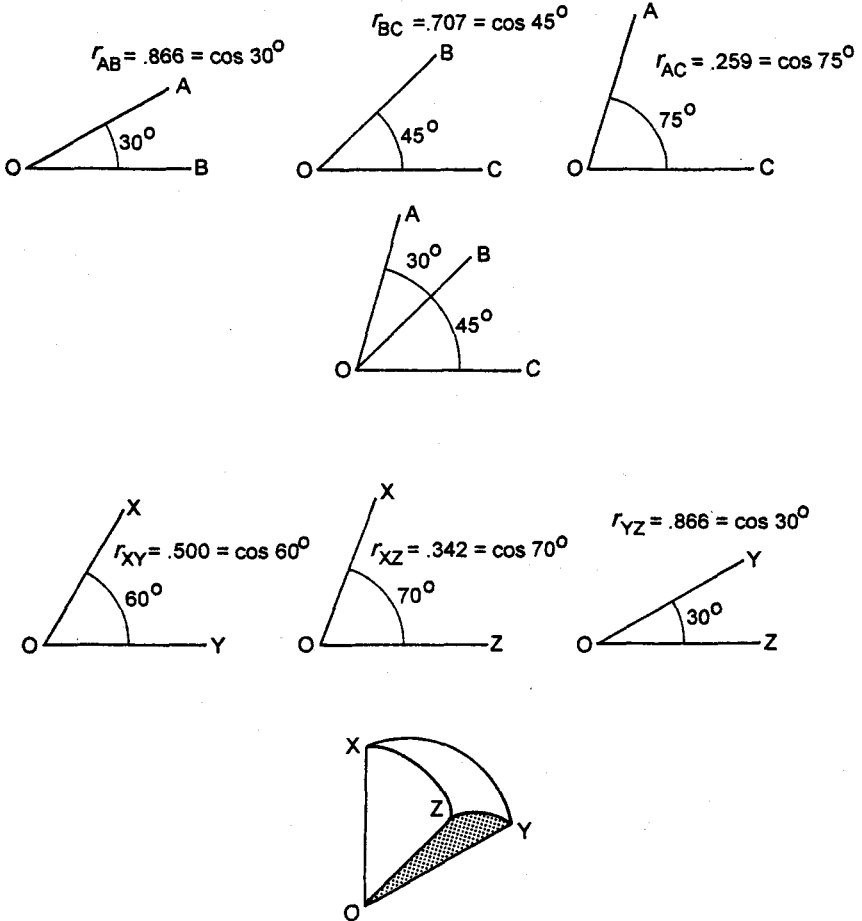 r_BC =.707 = cos 45°
r_AB = .866 = cos 30°
r_AC = .259 = cos 75°
A
30°
O
B
B
45°
O
C
A
75°
O
C
A
30°
B
45°
O
C
X
r_XY = .500 = cos 60°
60°
O
Y
X
r_XZ = .342 = cos 70°
70°
O
Z
r_YZ = .866 = cos 30°
Y
30°
O
Z
X
Z
Y
O